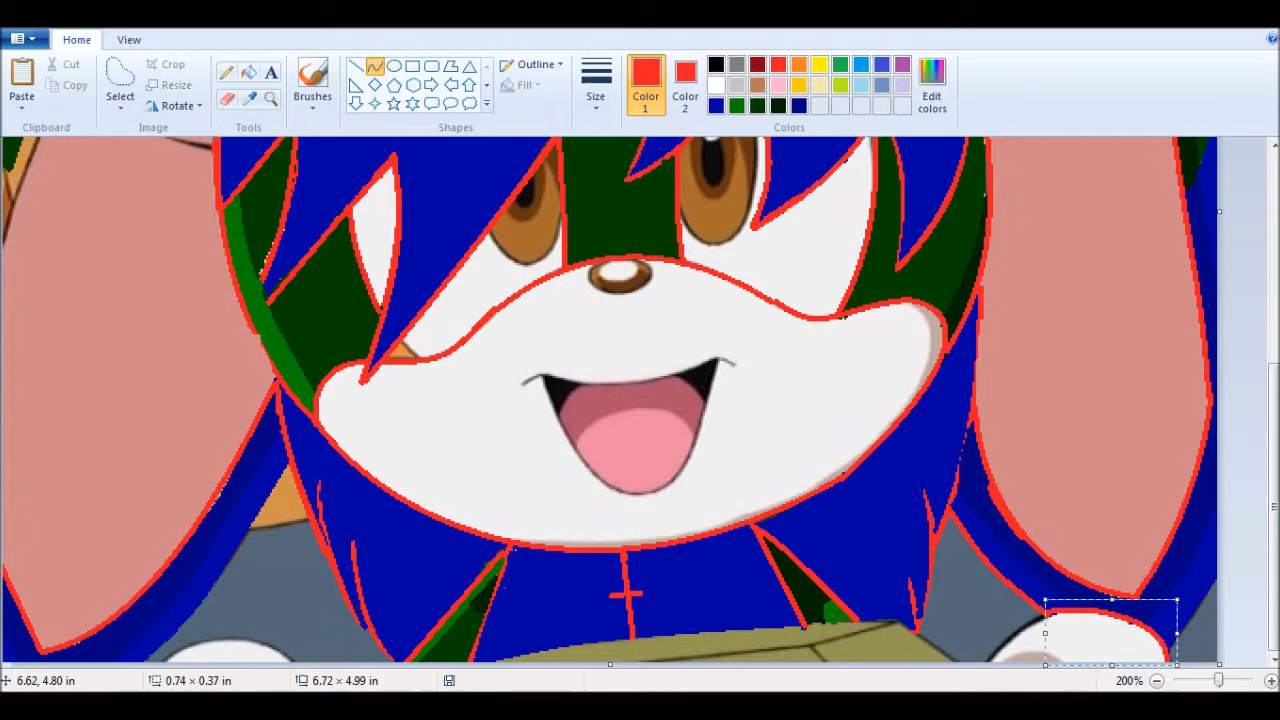 Home View
Paste
Cut
Copy
Clipboard
Select
Crop
Resize
Rotate
Image
A
Tools
Brushes
Outline
Fill
Shapes
Size
Color 1
Color 2
Edit colors
Colors
6.62, 4.80 in 0.74 × 0.37 in 6.72 × 4.99 in 200%